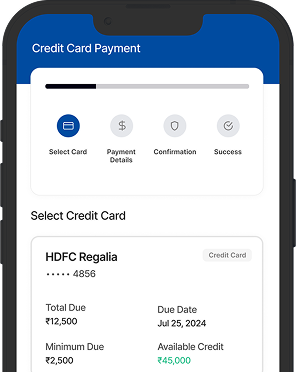 Credit Card Payment
Select Card
Payment Details
Confirmation
Success
Select Credit Card
HDFC Regalia
Credit Card
••••• 4856
Total Due
₹12,500
Due Date
Jul 25, 2024
Minimum Due
₹2,500
Available Credit
₹45,000